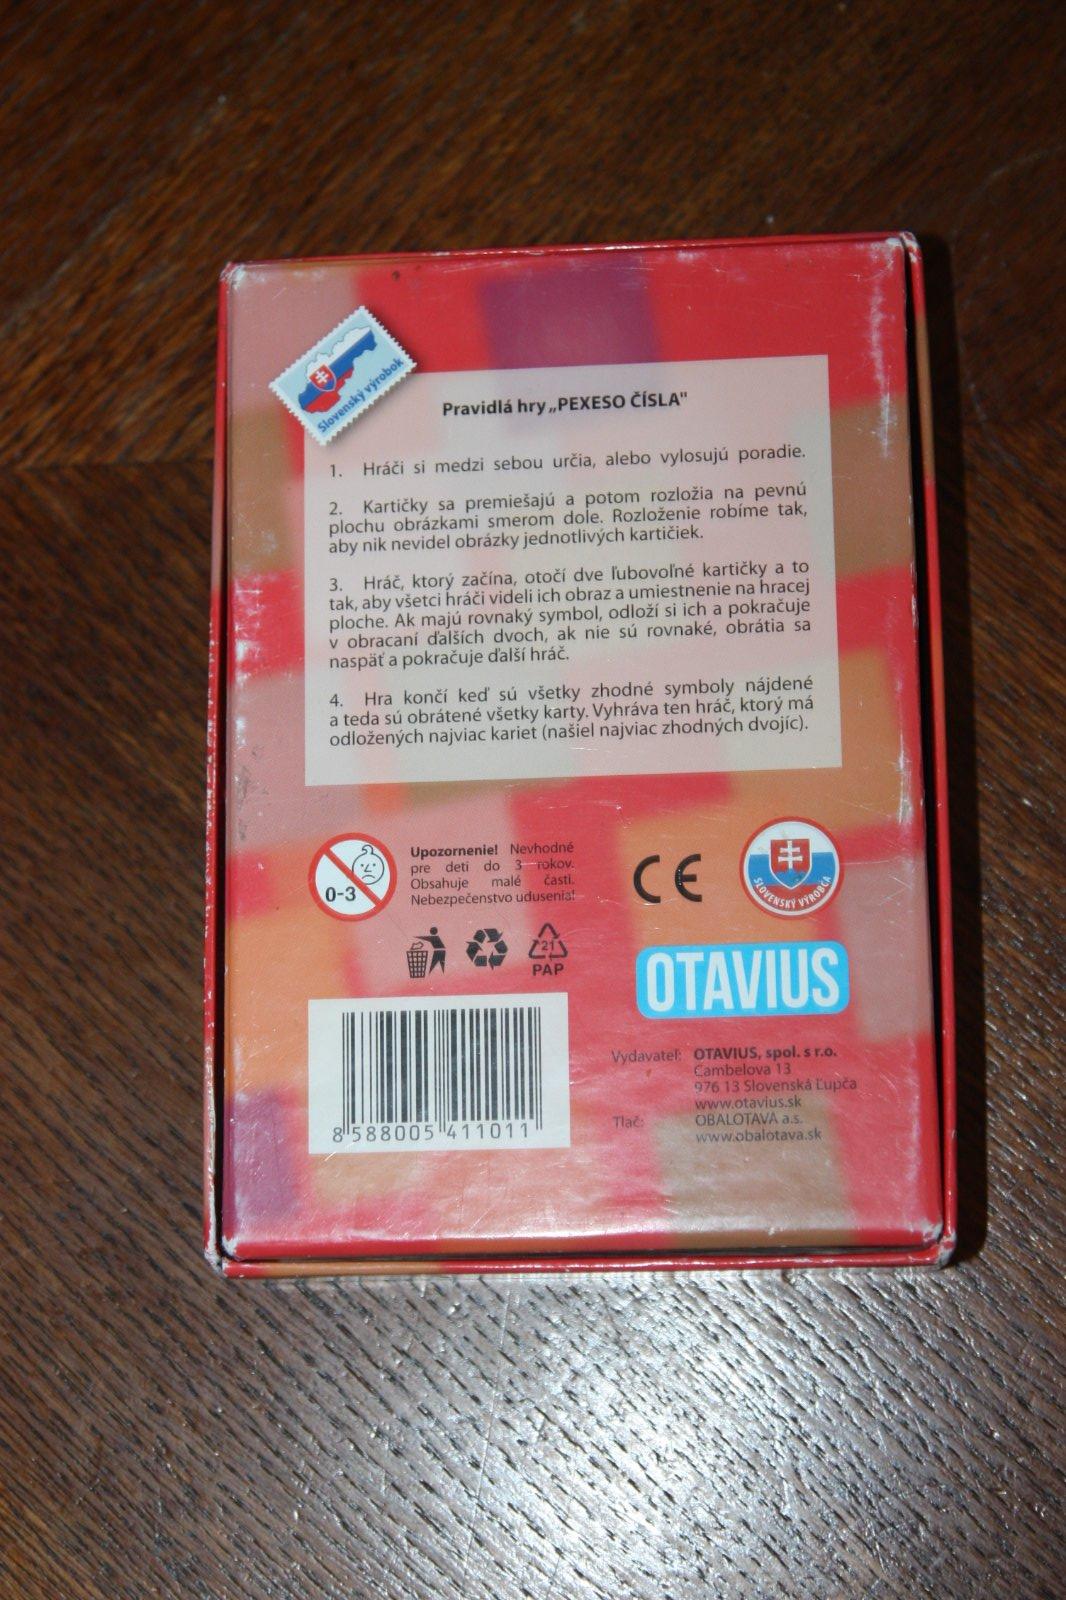 Slovenský výrobok
Pravidlá hry „PEXESO ČÍSLA"
1. Hráči si medzi sebou určia, alebo vylosujú poradie.
2. Kartičky sa premiešajú a potom rozložia na pevnú
plochu obrázkami smerom dole. Rozloženie robíme tak,
aby nik nevidel obrázky jednotlivých kartičiek.
3. Hráč, ktorý začína, otočí dve ľubovoľné kartičky a to
tak, aby všetci hráči videli ich obraz a umiestnenie na hracej
ploche. Ak majú rovnaký symbol, odloží si ich a pokračuje
v obracaní ďalších dvoch, ak nie sú rovnaké, obrátia sa
naspäť a pokračuje ďalší hráč.
4. Hra končí keď sú všetky zhodné symboly nájdené
a teda sú obrátené všetky karty. Vyhráva ten hráč, ktorý má
odložených najviac kariet (našiel najviac zhodných dvojíc).
0-3
Upozornenie! Nevhodné
pre deti do 3 rokov.
Obsahuje malé časti.
Nebezpečenstvo udusenia!
CE
SLOVENSKÝ VÝROBCA
21
PAP
OTAVIUS
8 588005 411011
Vydavateľ: OTAVIUS, spol. s r.o.
Cambelova 13
976 13 Slovenská Ľupča
www.otavius.sk
Tlač: OBALOTAVA a.s.
www.obalotava.sk